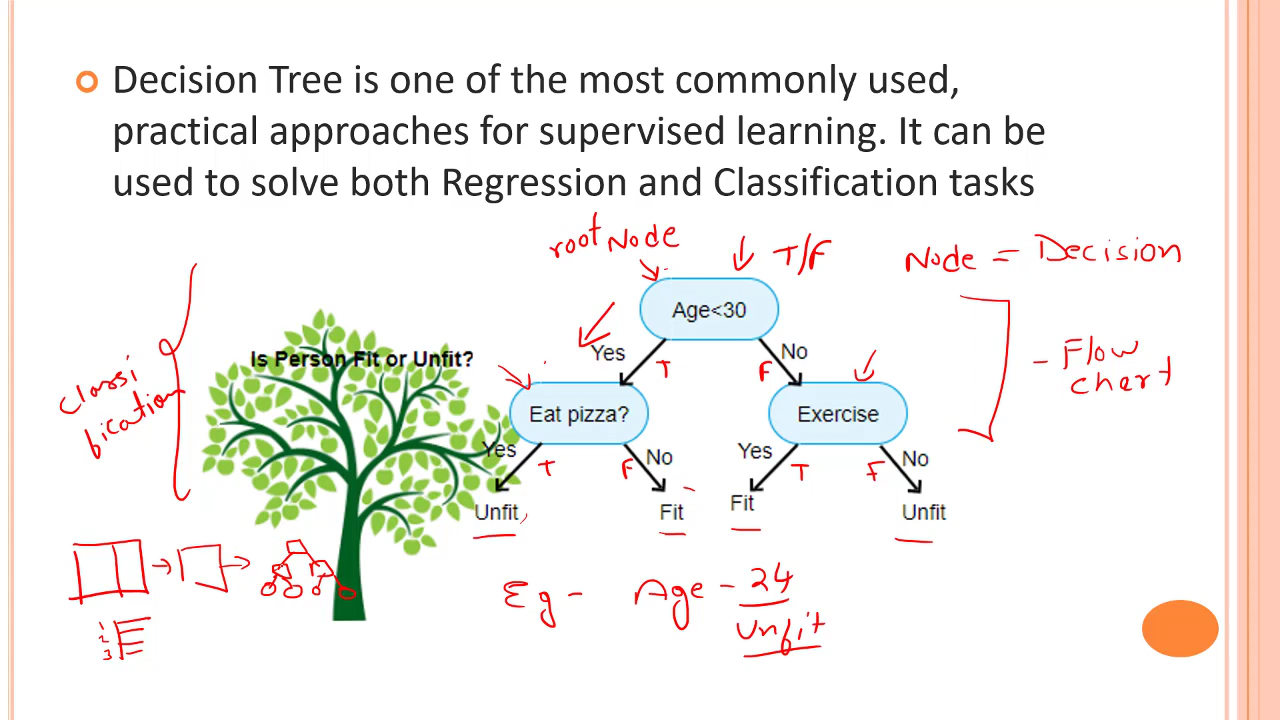 Decision Tree is one of the most commonly used,
practical approaches for supervised learning. It can be
used to solve both Regression and Classification tasks
root Node
T/F
Node = Decision
Age<30
Is Person Fit or Unfit?
Yes
T
F
No
- Flow
chart
classi
fication
Eat pizza?
Exercise
Yes
T
F
No
Yes
T
F
No
Unfit
Fit
Fit
Unfit
Eg - Age - 24
Unfit
1
2
3